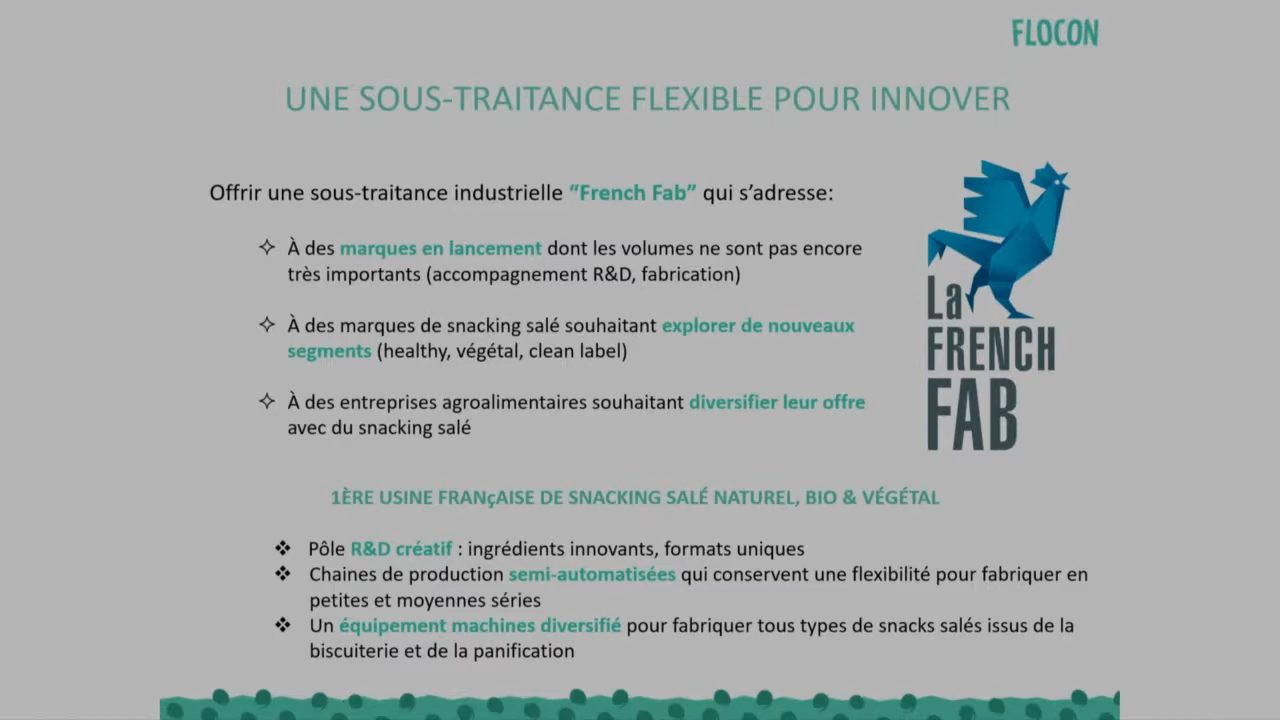 FLOCON
UNE SOUS-TRAITANCE FLEXIBLE POUR INNOVER
Offrir une sous-traitance industrielle “French Fab” qui s’adresse:
À des marques en lancement dont les volumes ne sont pas encore
très importants (accompagnement R&D, fabrication)
À des marques de snacking salé souhaitant explorer de nouveaux
segments (healthy, végétal, clean label)
À des entreprises agroalimentaires souhaitant diversifier leur offre
avec du snacking salé
La
FRENCH
FAB
1ÈRE USINE FRANçAISE DE SNACKING SALÉ NATUREL, BIO & VÉGÉTAL
Pôle R&D créatif : ingrédients innovants, formats uniques
Chaines de production semi-automatisées qui conservent une flexibilité pour fabriquer en
petites et moyennes séries
Un équipement machines diversifié pour fabriquer tous types de snacks salés issus de la
biscuiterie et de la panification